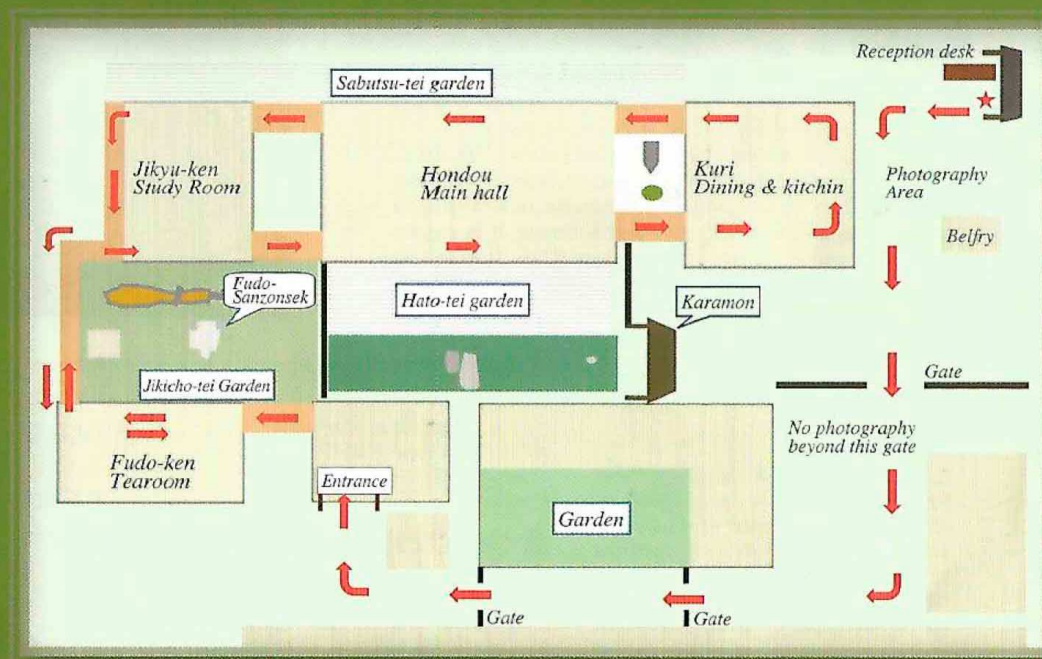 Reception desk
Sabutsu-tei garden
Jikyu-ken
Study Room
Hondou
Main hall
Kuri
Dining & kitchin
Photography
Area
Belfry
Fudo-
Sanzonsek
Hato-tei garden
Karamon
Jikicho-tei Garden
Gate
No photography
beyond this gate
Fudo-ken
Tearoom
Entrance
Garden
Gate
Gate